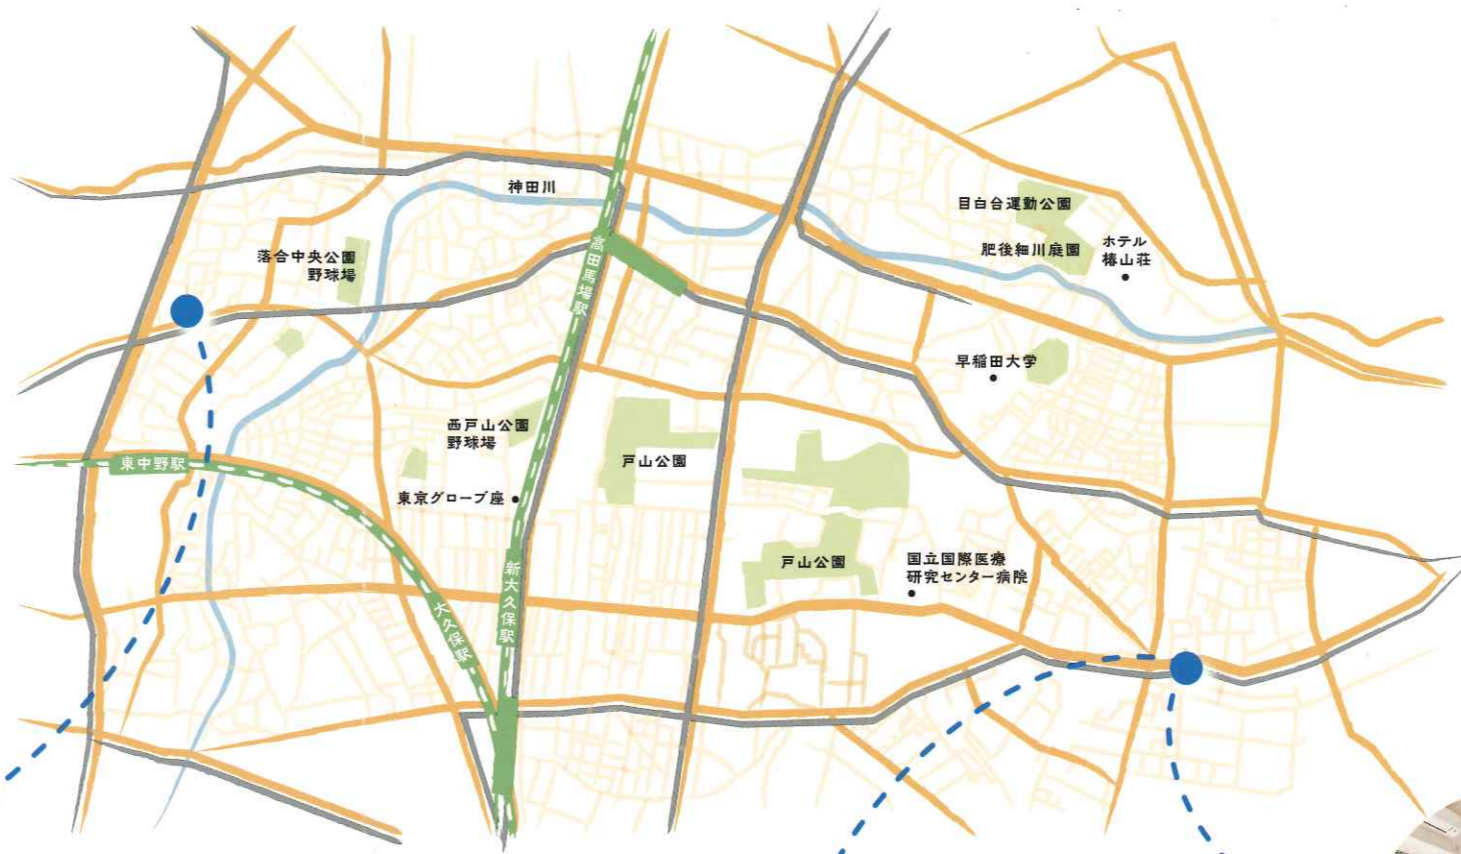 神田川
目白台運動公園
肥後細川庭園
ホテル
椿山荘
落合中央公園
野球場
高田馬場駅
早稲田大学
西戸山公園
野球場
戸山公園
東中野駅
東京グローブ座
戸山公園
国立国際医療
研究センター病院
新大久保駅
大久保駅